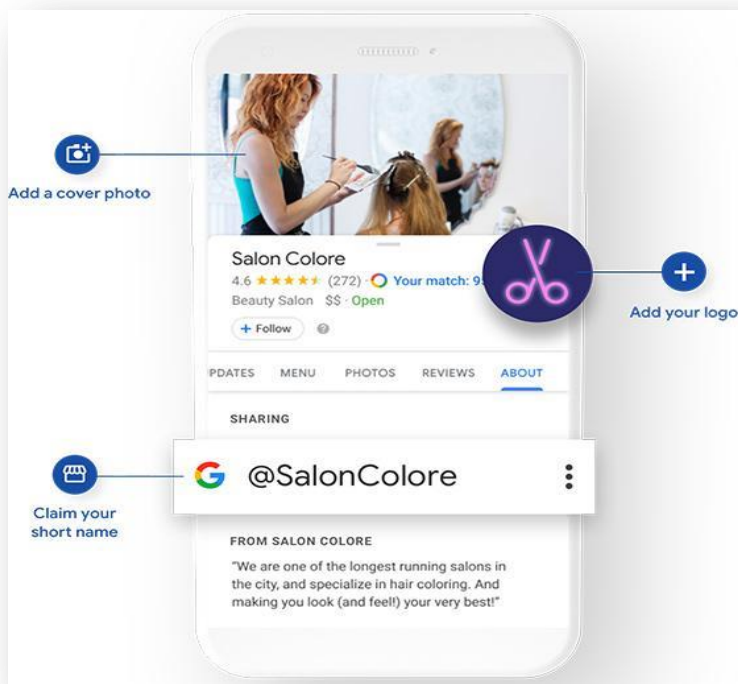 Add a cover photo
Salon Colore
4.6 ★★★★★ (272) · Your match: 9
Beauty Salon $$ · Open
+ Follow
Add your logo
PDATES MENU PHOTOS REVIEWS ABOUT
SHARING
@SalonColore
Claim your
short name
FROM SALON COLORE
"We are one of the longest running salons in
the city, and specialize in hair coloring. And
making you look (and feel!) your very best!"